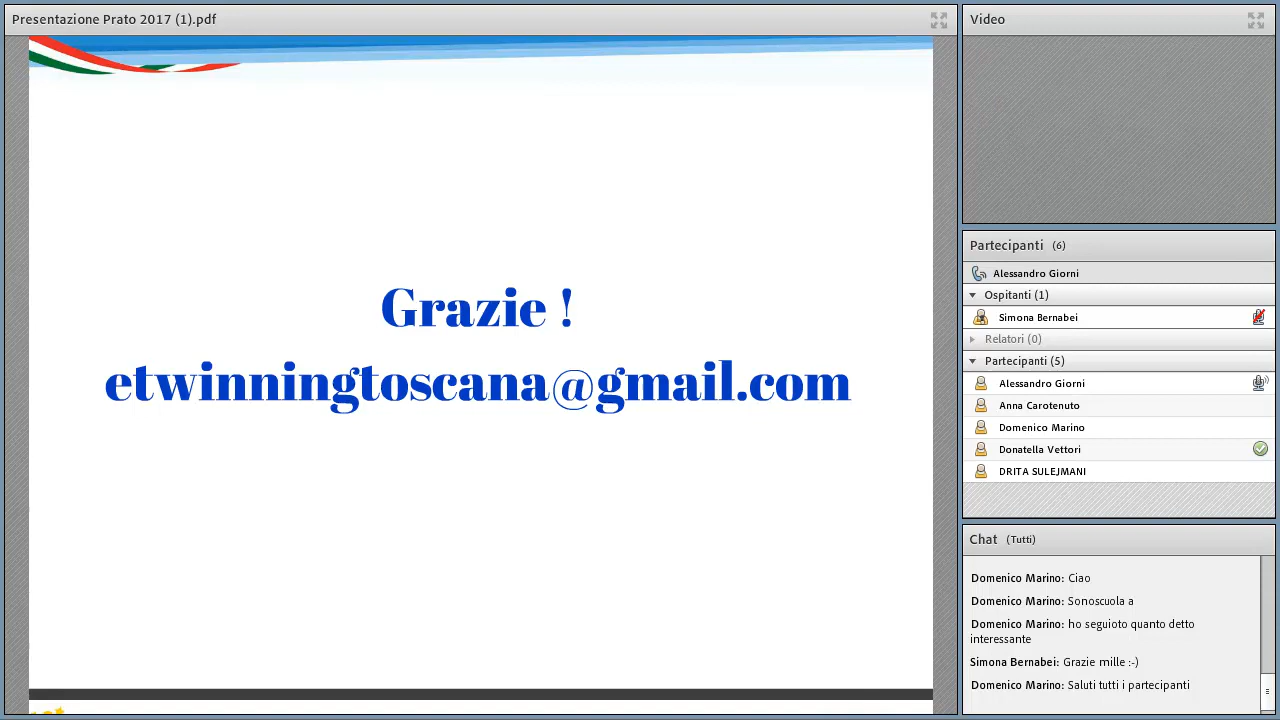 Presentazione Prato 2017 (1).pdf
Grazie !
etwinningtoscana@gmail.com
Video
Partecipanti (6)
Alessandro Giorni
Ospitanti (1)
Simona Bernabei
Relatori (0)
Partecipanti (5)
Alessandro Giorni
Anna Carotenuto
Domenico Marino
Donatella Vettori
DRITA SULEJMANI
Chat (Tutti)
Domenico Marino: Ciao
Domenico Marino: Sonoscuola a
Domenico Marino: ho seguioto quanto detto
interessante
Simona Bernabei: Grazie mille :-)
Domenico Marino: Saluti tutti i partecipanti